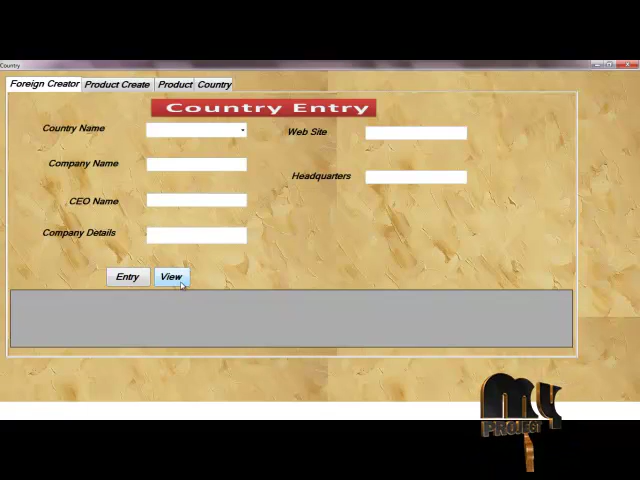 Country
Foreign Creator Product Create Product Country
Country Entry
Country Name
Web Site
Company Name
Headquarters
CEO Name
Company Details
Entry View
MY
PROJECT